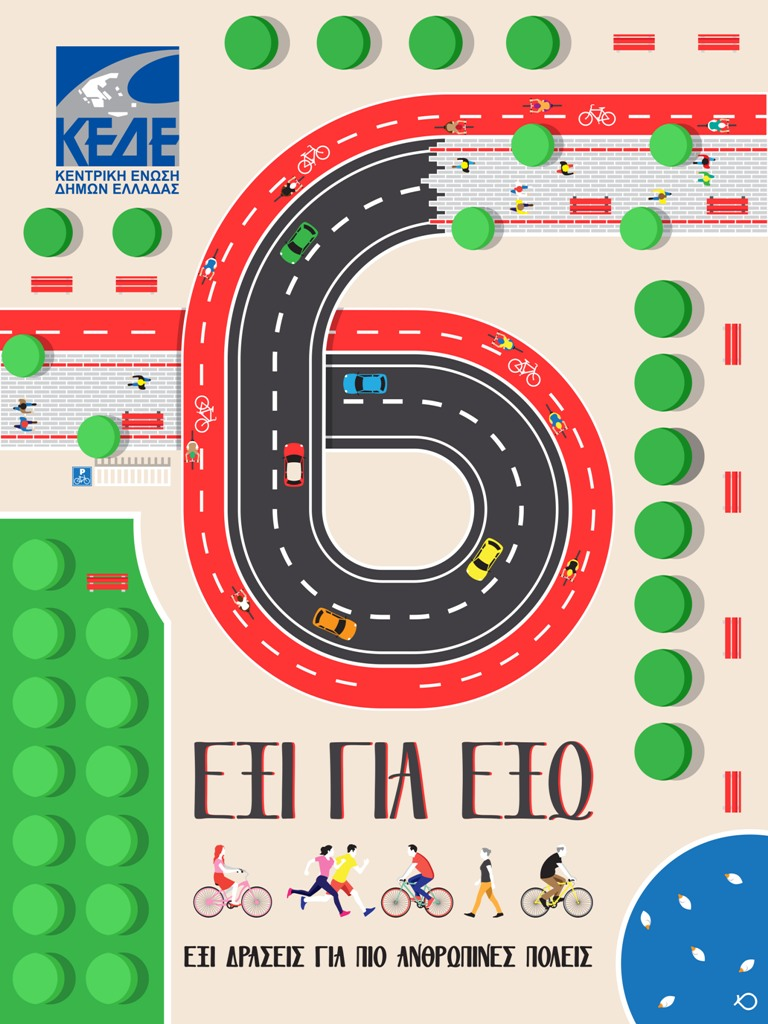 ΚΕΔΕ
ΚΕΝΤΡΙΚΗ ΕΝΩΣΗ
ΔΗΜΩΝ ΕΛΛΑΔΑΣ
6
P
ΕΞΙ ΓΙΑ ΕΞΩ
ΕΞΙ ΔΡΑΣΕΙΣ ΓΙΑ ΠΙΟ ΑΝΘΡΩΠΙΝΕΣ ΠΟΛΕΙΣ